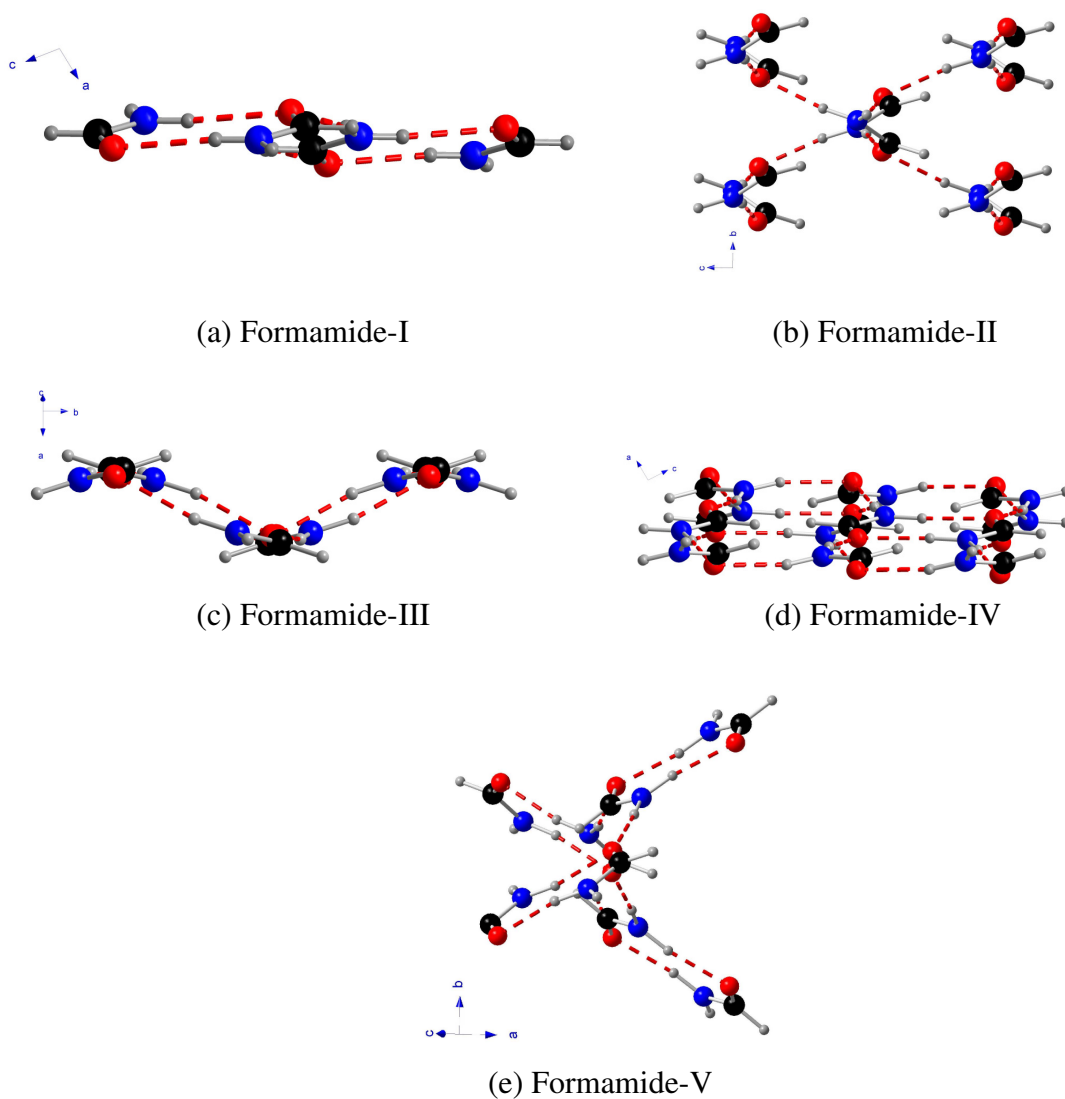 c
a
(a) Formamide-I
b
c
(b) Formamide-II
c
b
a
(c) Formamide-III
a
c
(d) Formamide-IV
b
c
a
(e) Formamide-V